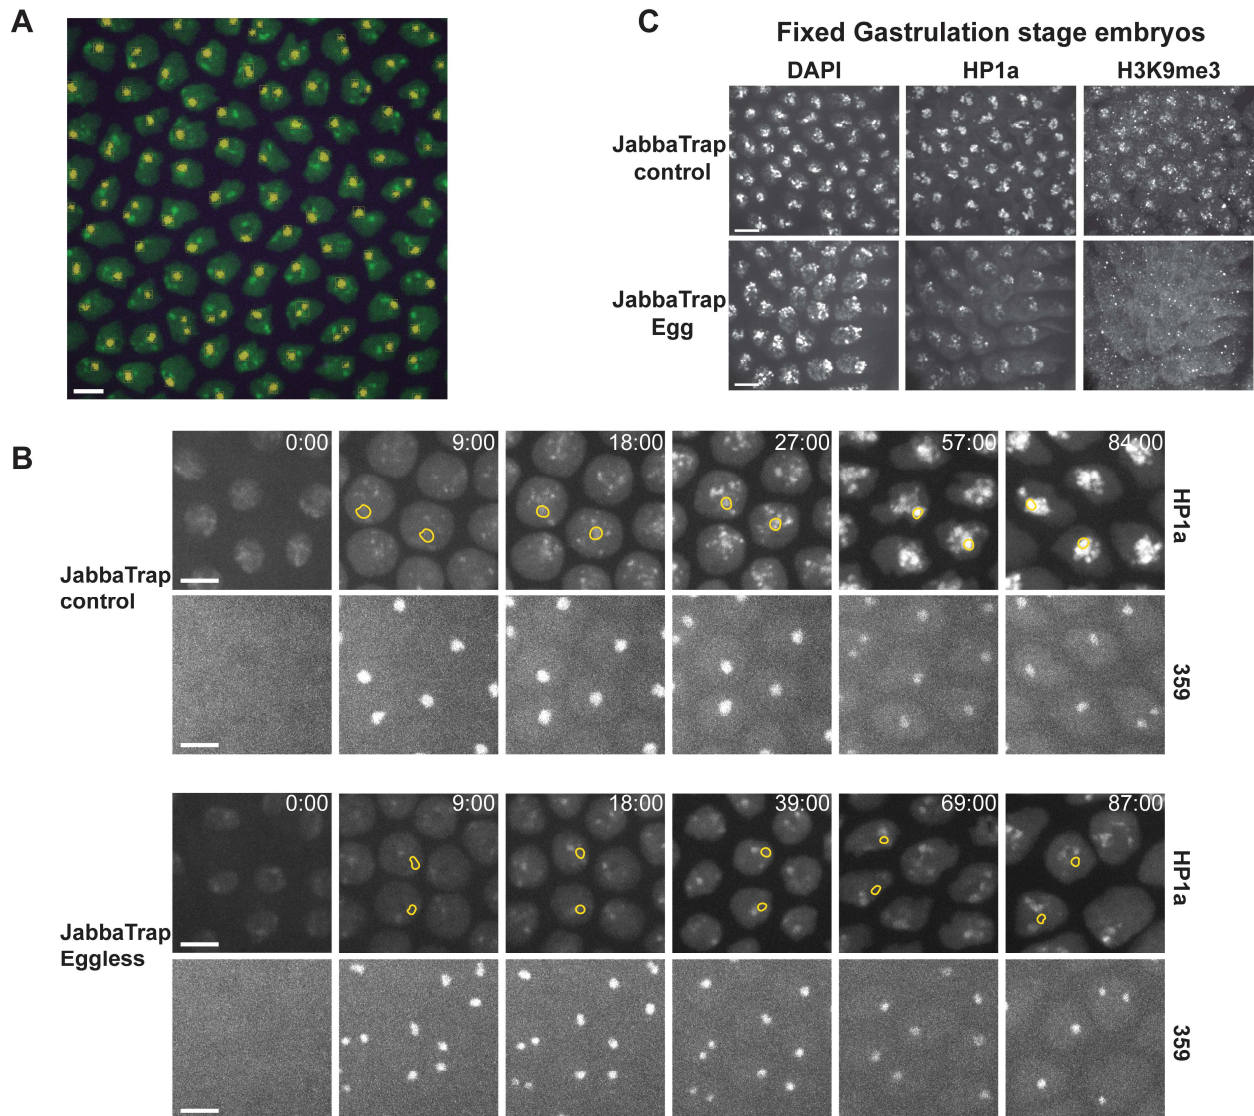 A
C
Fixed Gastrulation stage embryos
DAPI
HP1a
H3K9me3
JabbaTrap
control
JabbaTrap
Egg
B
0:00
9:00
18:00
27:00
57:00
84:00
HP1a
JabbaTrap
control
359
0:00
9:00
18:00
39:00
69:00
87:00
HP1a
JabbaTrap
Eggless
359